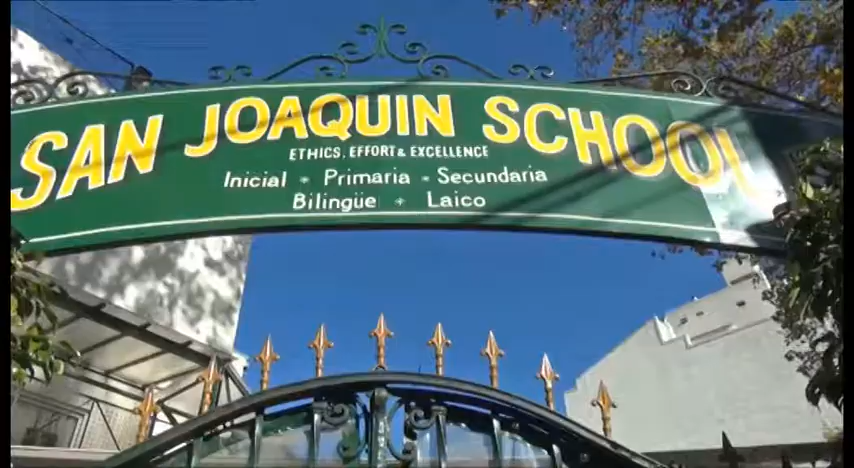 SAN JOAQUIN SCHOOL
ETHICS, EFFORT & EXCELLENCE
Inicial - Primaria - Secundaria
Bilingüe - Laico